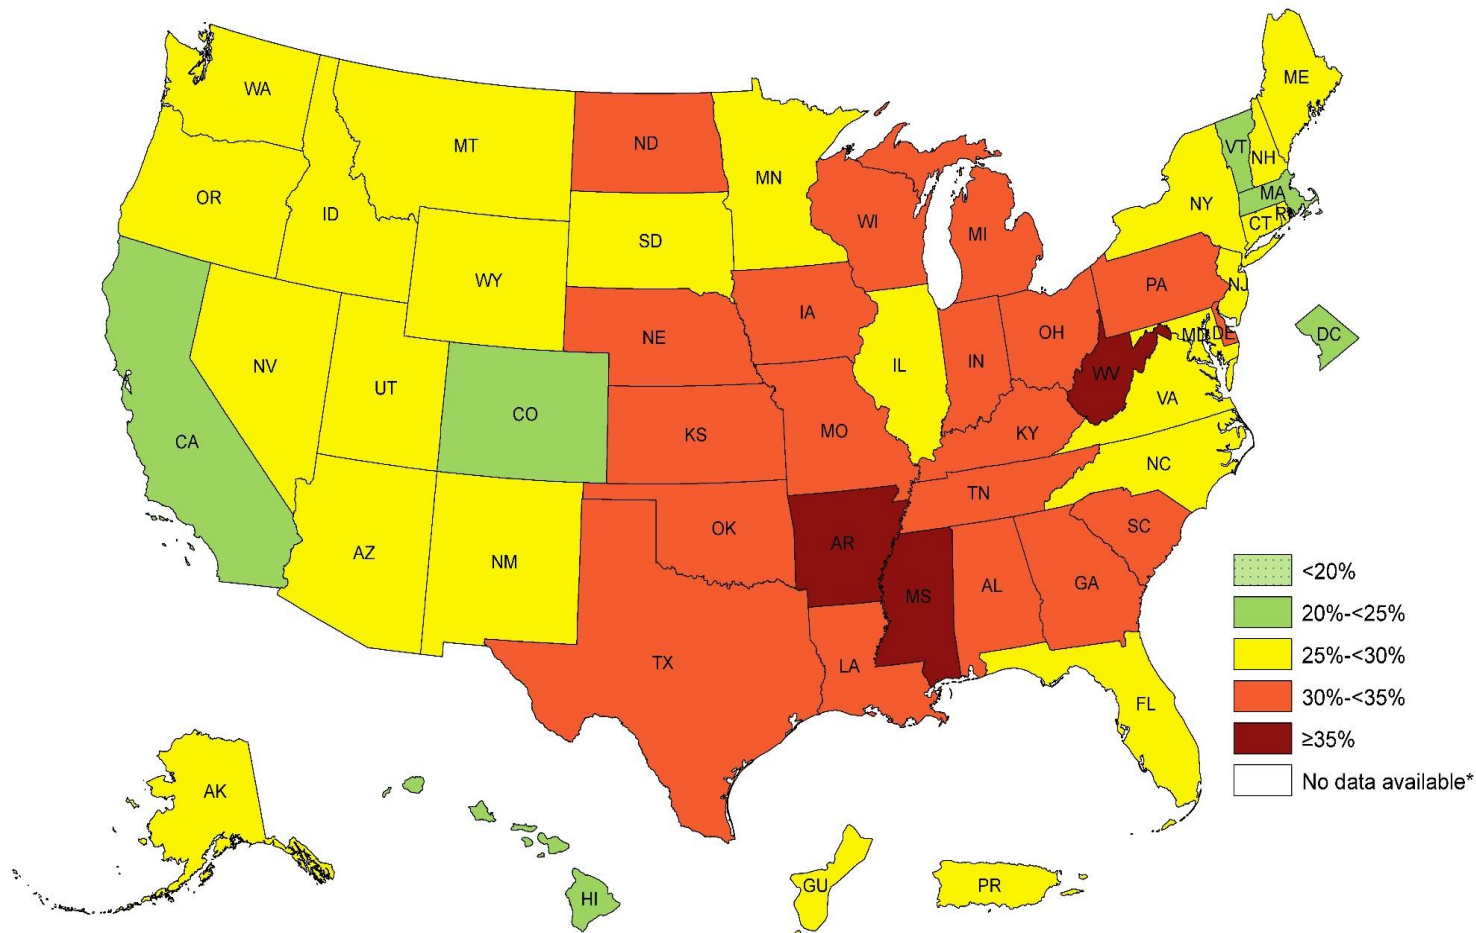 ME
WA
ND
MT
VT
NH
MN
MA
OR
NY
ID
CT
RI
WI
MI
SD
WY
PA
NJ
IA
OH
MD
DE
DC
NE
IN
IL
NV
WV
UT
VA
CO
KS
MO
KY
CA
NC
TN
OK
SC
AR
AZ
NM
AL
GA
MS
<20%
20%-<25%
TX
LA
25%-<30%
30%-<35%
FL
≥35%
No data available*
AK
GU
PR
HI